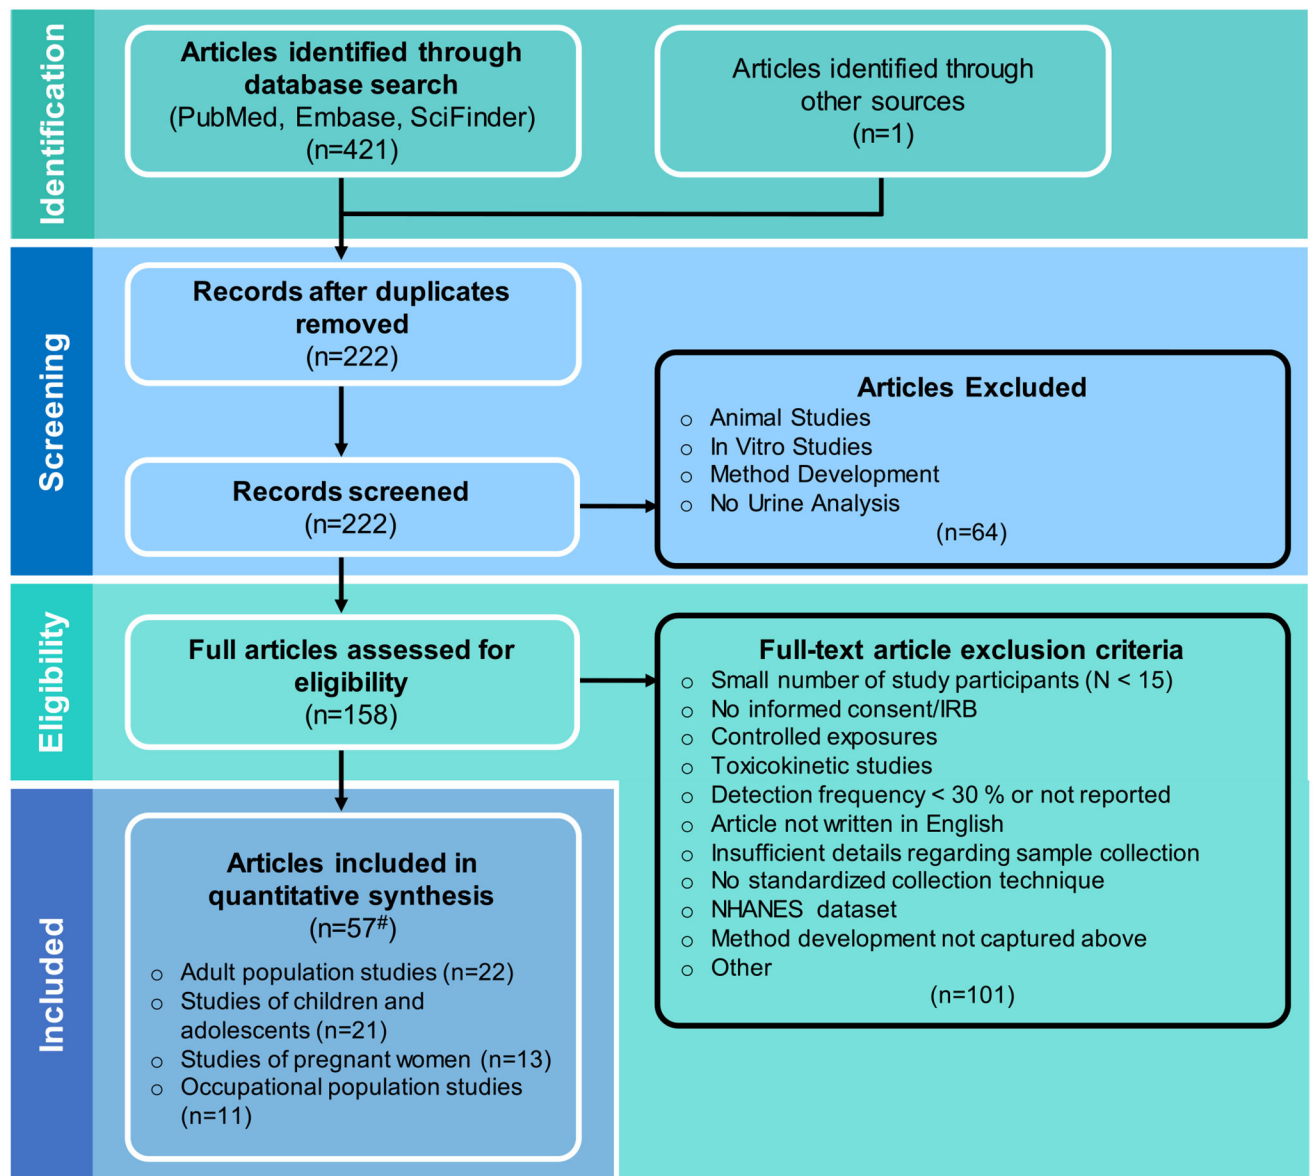 Identification
Articles identified through
database search
(PubMed, Embase, SciFinder)
(n=421)
Articles identified through
other sources
(n=1)
Screening
Records after duplicates
removed
(n=222)
Records screened
(n=222)
Articles Excluded
o Animal Studies
o In Vitro Studies
o Method Development
o No Urine Analysis
(n=64)
Eligibility
Full articles assessed for
eligibility
(n=158)
Full-text article exclusion criteria
o Small number of study participants (N < 15)
o No informed consent/IRB
o Controlled exposures
o Toxicokinetic studies
o Detection frequency < 30 % or not reported
o Article not written in English
o Insufficient details regarding sample collection
o No standardized collection technique
o NHANES dataset
o Method development not captured above
o Other
(n=101)
Included
Articles included in
quantitative synthesis
(n=57#)
o Adult population studies (n=22)
o Studies of children and
adolescents (n=21)
o Studies of pregnant women (n=13)
o Occupational population studies
(n=11)